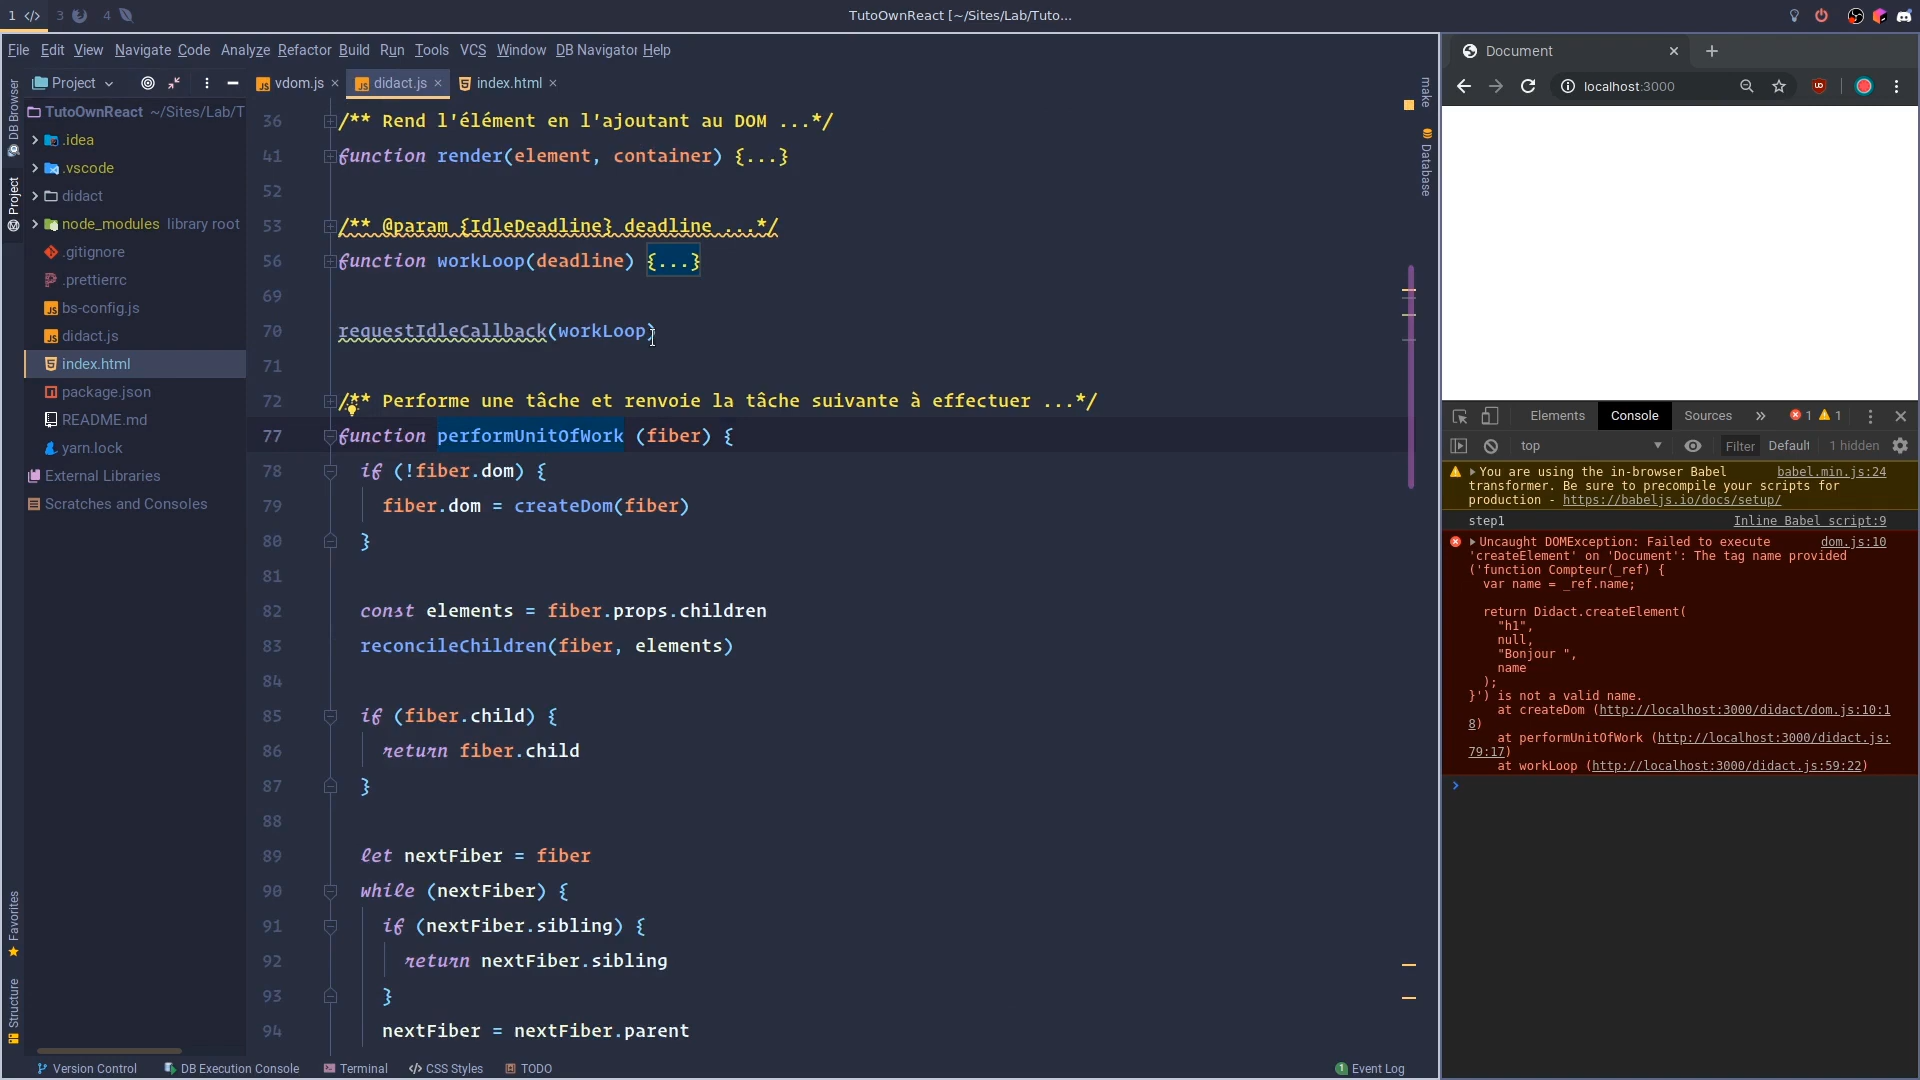 1 3 4 TutoOwnReact [~/Sites/Lab/Tuto...
File Edit View Navigate Code Analyze Refactor Build Run Tools VCS Window DB Navigator Help
Project
vdom.js
didact.js
index.html
DB Browser
Project
Favorites
Structure
TutoOwnReact ~/Sites/Lab/T
.idea
.vscode
didact
node_modules library root
.gitignore
.prettierrc
bs-config.js
didact.js
index.html
package.json
README.md
yarn.lock
External Libraries
Scratches and Consoles
36 /** Rend l'élément en l'ajoutant au DOM ...*/
41 function render(element, container) {...}
52
53 /** @param {IdleDeadline} deadline ...*/
56 function workLoop(deadline) {...}
69
70 requestIdleCallback(workLoop)
71
72 /** Performe une tâche et renvoie la tâche suivante à effectuer ...*/
77 function performUnitOfWork (fiber) {
78 if (!fiber.dom) {
79 fiber.dom = createDom(fiber)
80 }
81
82 const elements = fiber.props.children
83 reconcileChildren(fiber, elements)
84
85 if (fiber.child) {
86 return fiber.child
87 }
88
89 let nextFiber = fiber
90 while (nextFiber) {
91 if (nextFiber.sibling) {
92 return nextFiber.sibling
93 }
94 nextFiber = nextFiber.parent
make
Database
Version Control DB Execution Console Terminal CSS Styles TODO 1 Event Log
Document
localhost:3000
Elements Console Sources » 1 1
top Filter Default 1 hidden
You are using the in-browser Babel babel.min.js:24
transformer. Be sure to precompile your scripts for
production - https://babeljs.io/docs/setup/
step1 Inline Babel script:9
Uncaught DOMException: Failed to execute dom.js:10
'createElement' on 'Document': The tag name provided
('function Compteur(_ref) {
var name = _ref.name;
return Didact.createElement(
"h1",
null,
"Bonjour ",
name
);
}') is not a valid name.
at createDom (http://localhost:3000/didact/dom.js:10:1
8)
at performUnitOfWork (http://localhost:3000/didact.js:
79:17)
at workLoop (http://localhost:3000/didact.js:59:22)